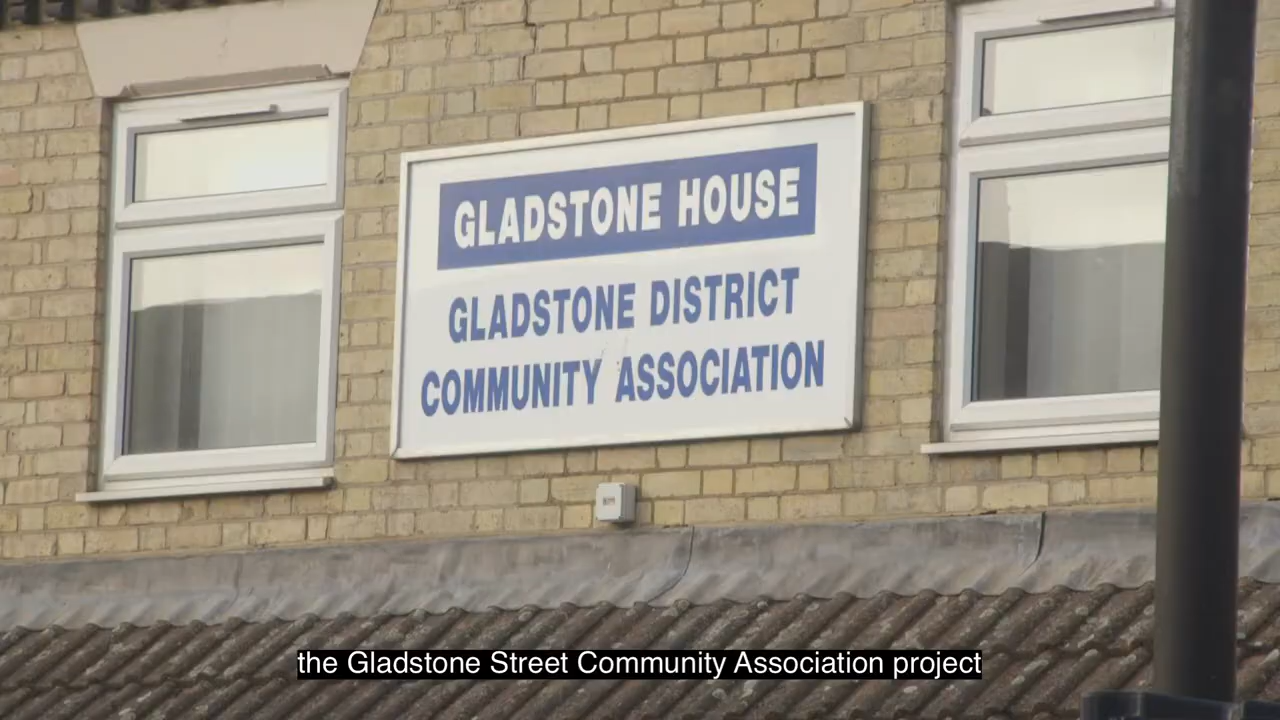 GLADSTONE HOUSE
GLADSTONE DISTRICT
COMMUNITY ASSOCIATION
the Gladstone Street Community Association project